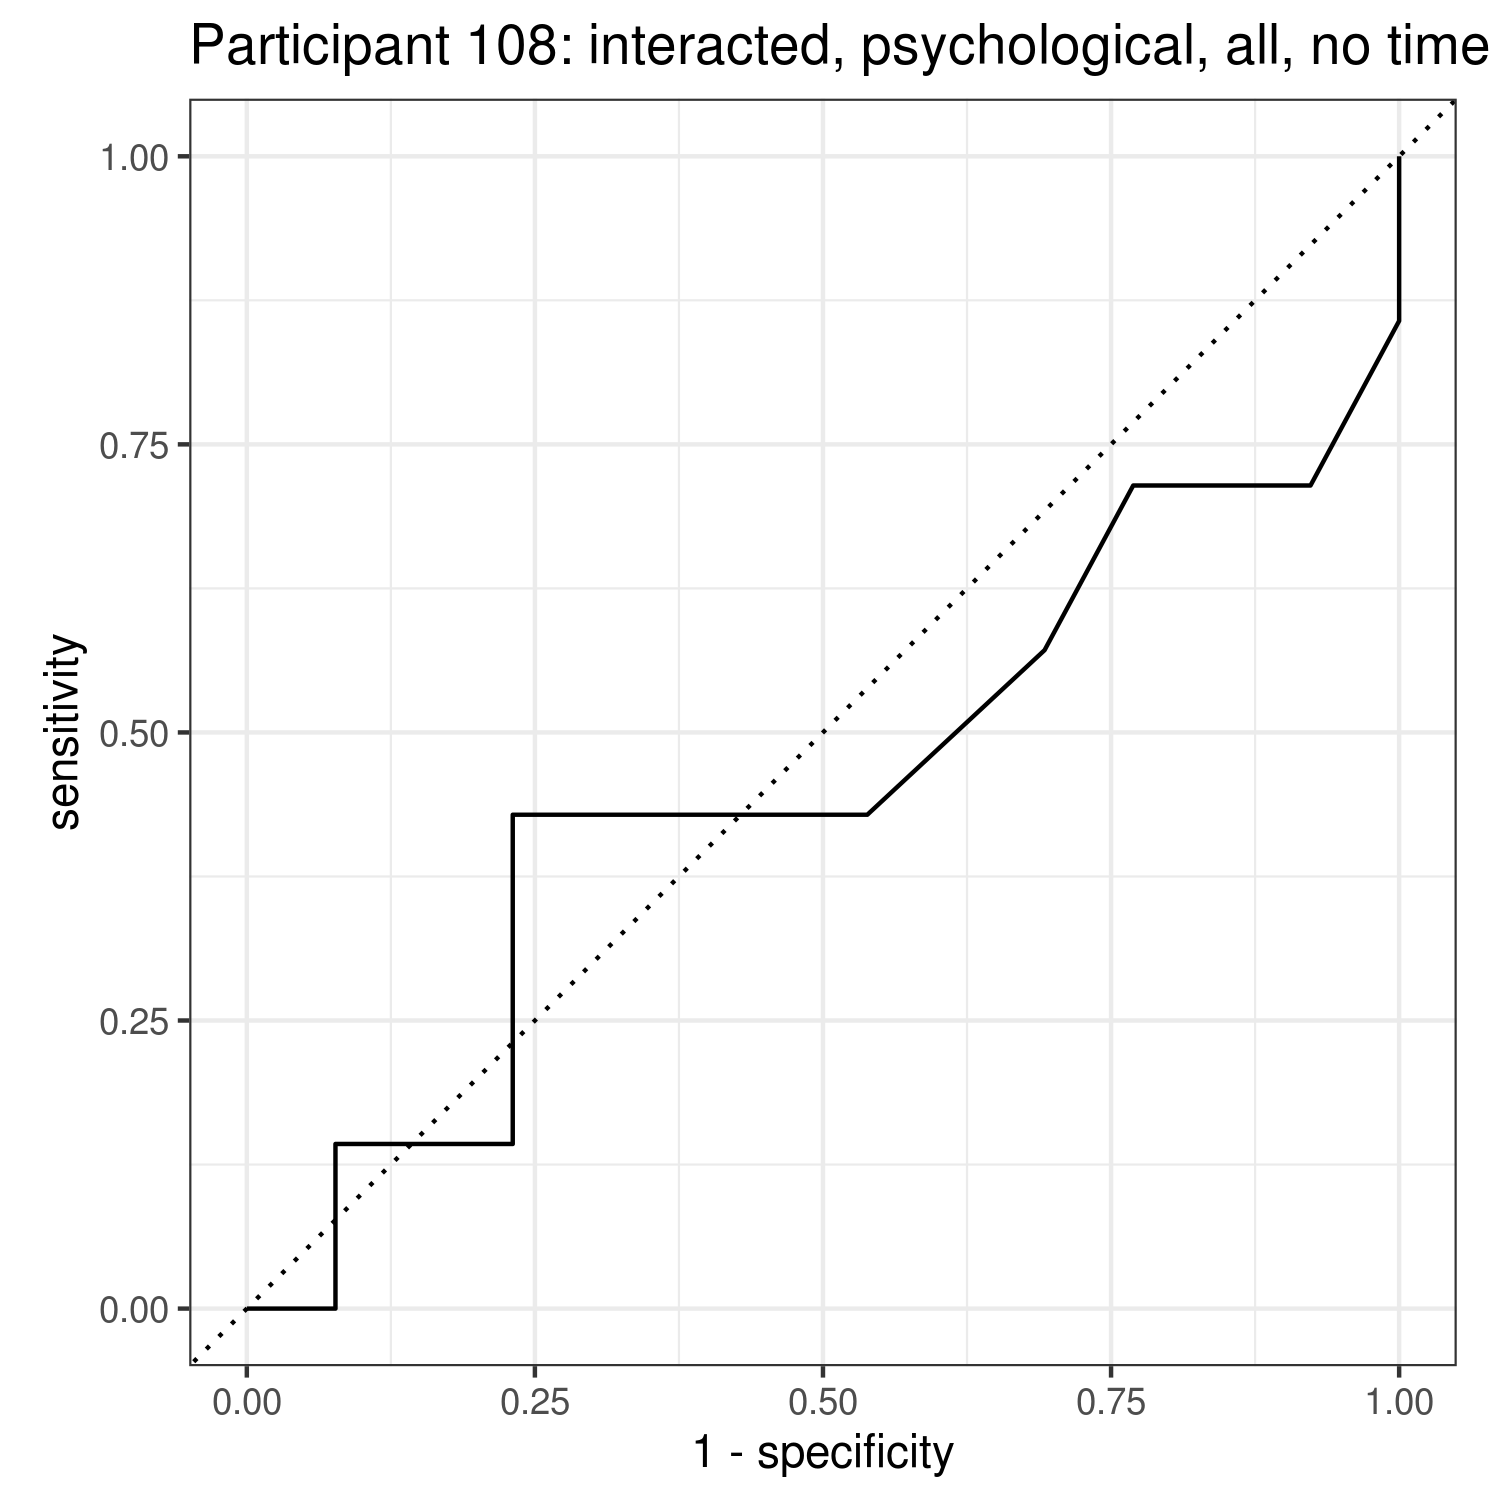 Participant 108: interacted, psychological, all, no time
1.00
0.75
0.50
0.25
0.00
sensitivity
0.00 0.25 0.50 0.75 1.00
1 - specificity